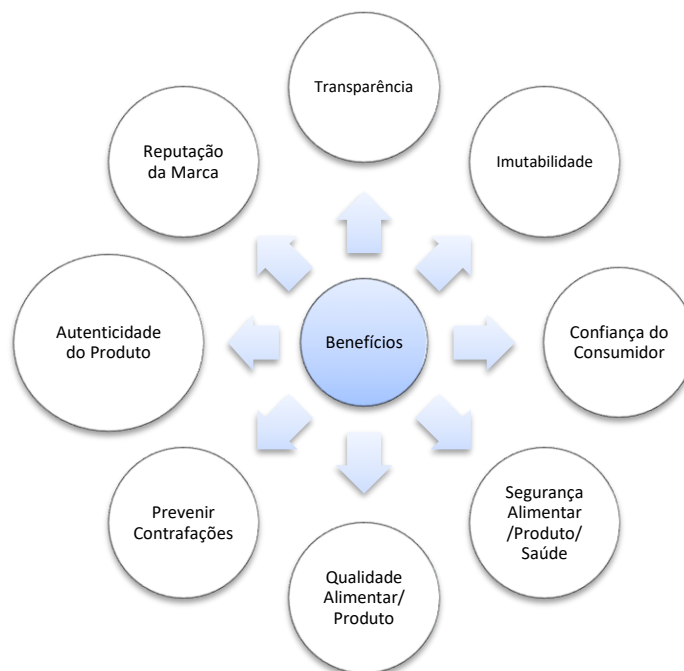 Transparência
Imutabilidade
Confiança do
Consumidor
Segurança
Alimentar
/Produto/
Saúde
Qualidade
Alimentar/
Produto
Prevenir
Contrafações
Autenticidade
do Produto
Reputação
da Marca
Benefícios